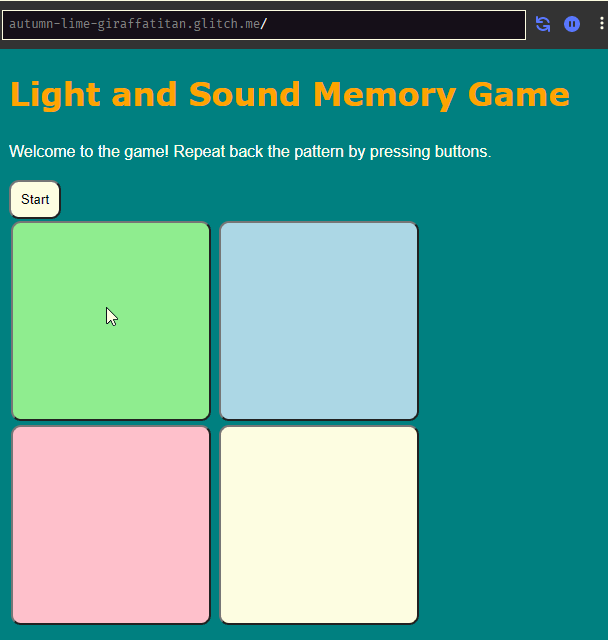 autumn-lime-giraffatitan.glitch.me/
Light and Sound Memory Game
Welcome to the game! Repeat back the pattern by pressing buttons.
Start